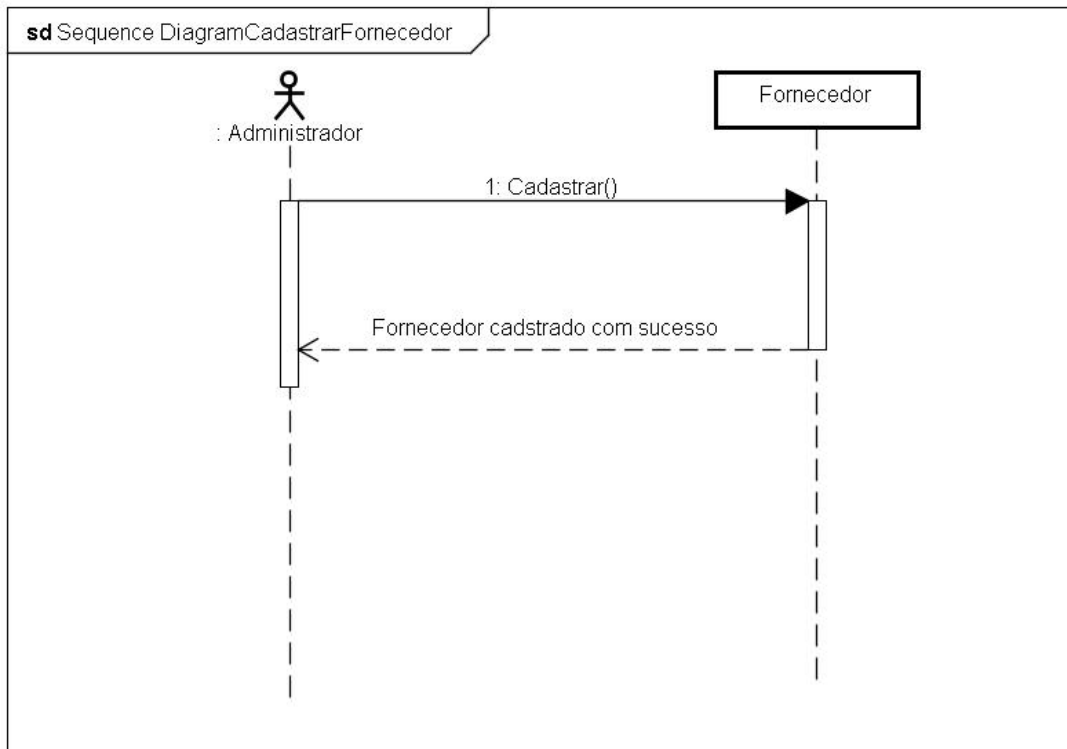 sd Sequence DiagramCadastrarFornecedor
Fornecedor
: Administrador
1: Cadastrar()
Fornecedor cadstrado com sucesso